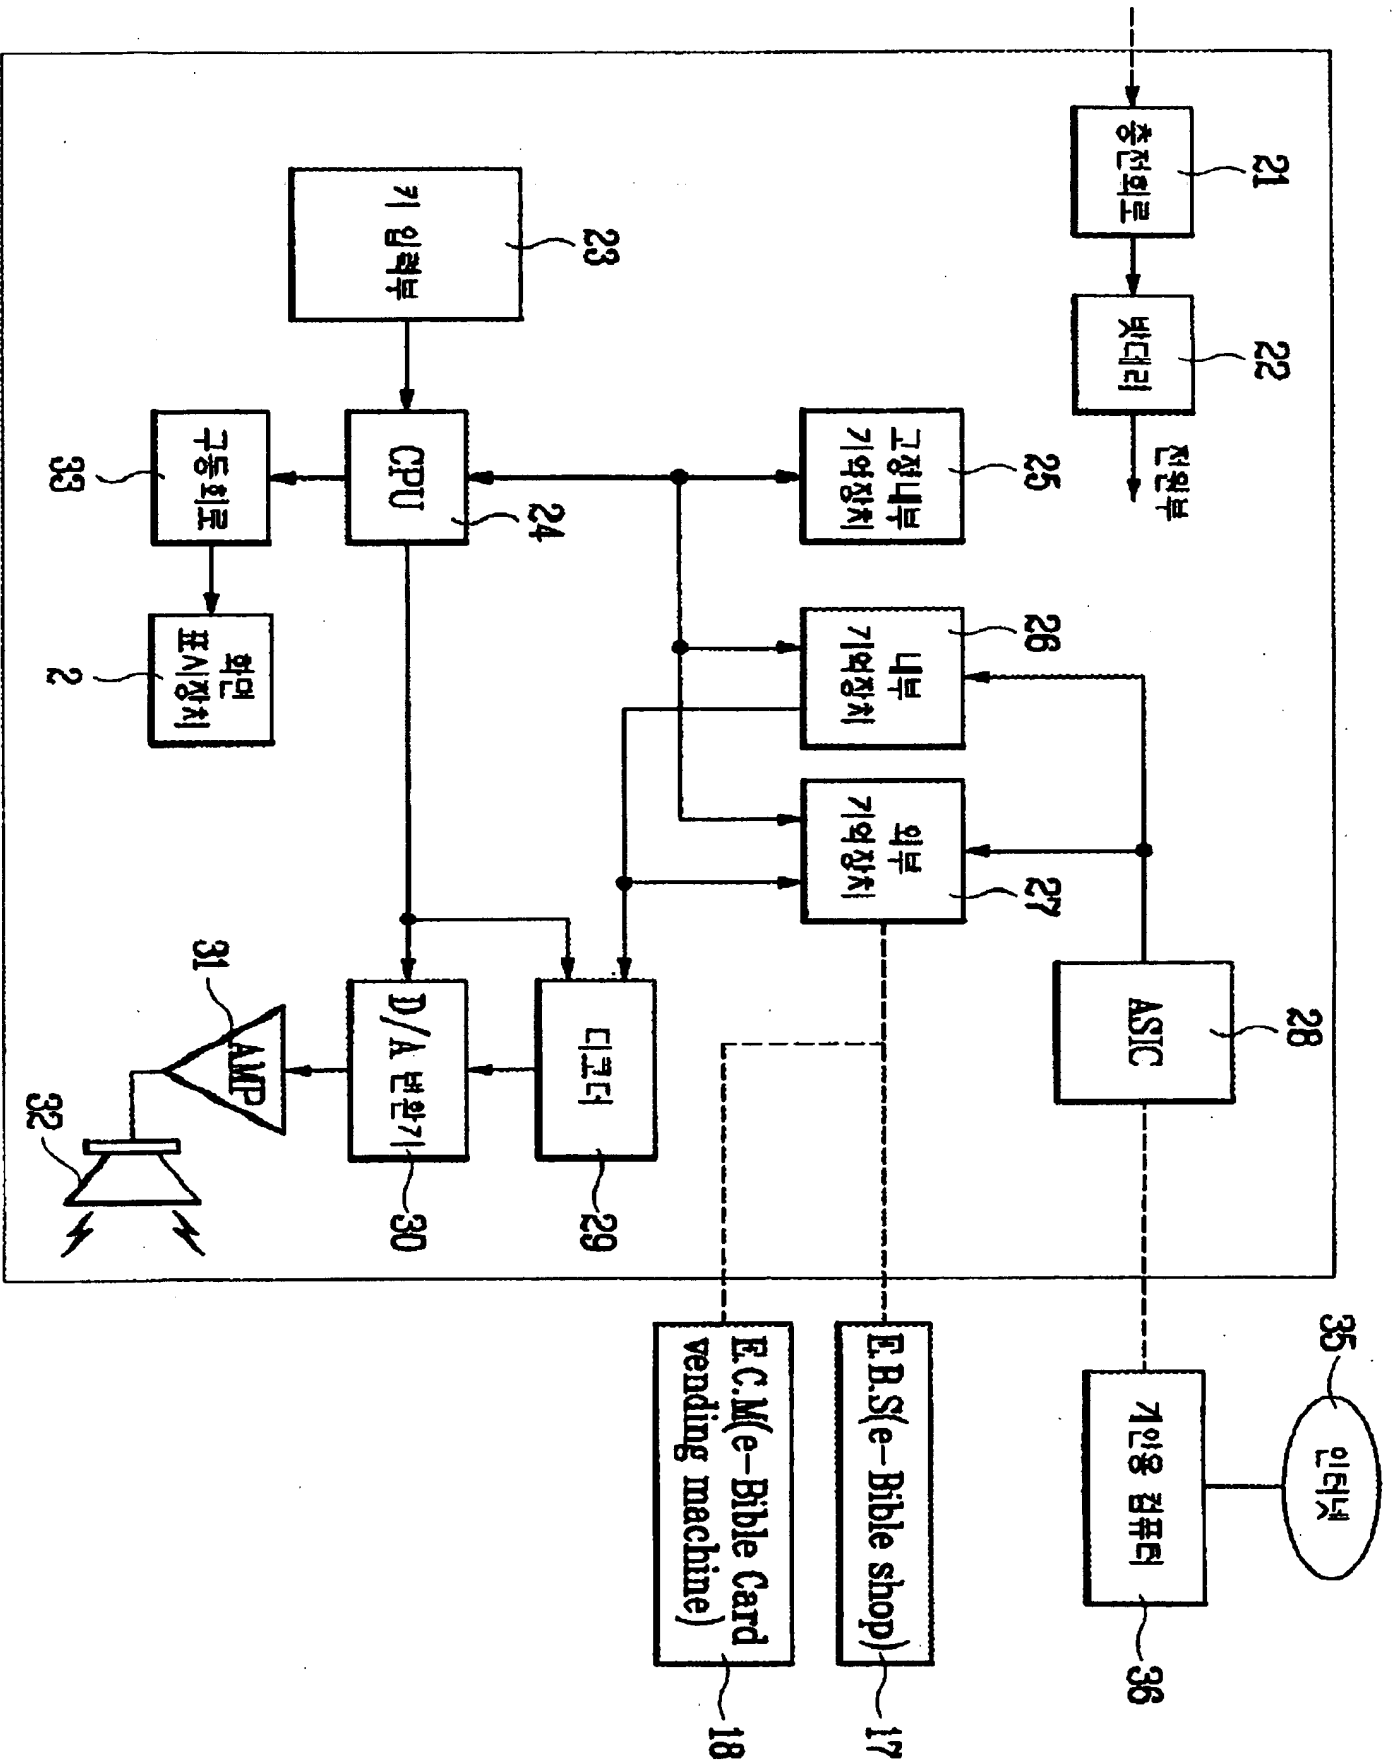 21
충전회로
22
밧데리
전원부
23
키 입력부
24
CPU
25
고정내부
기억장치
26
내부
기억장치
27
외부
기억장치
28
ASIC
29
디코더
30
D/A 변환기
31
AMP
32
33
구동회로
2
화면
표시장치
35
인터넷
36
개인용 컴퓨터
E.B.S(e-Bible shop)
17
E.C.M(e-Bible Card
vending machine)
18